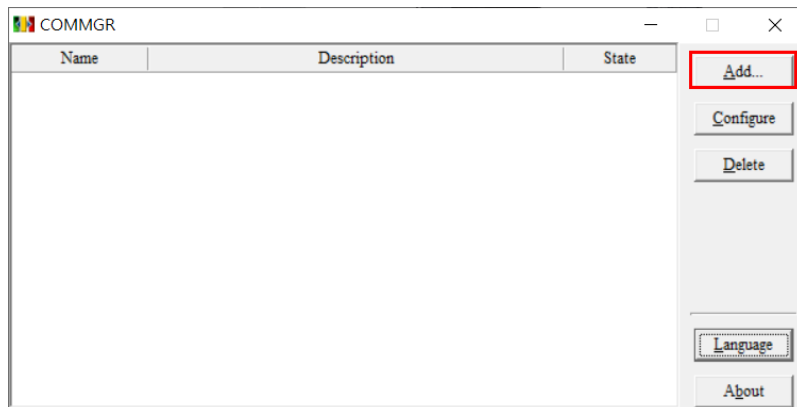 COMMGR
Name Description State
Add...
Configure
Delete
Language
About